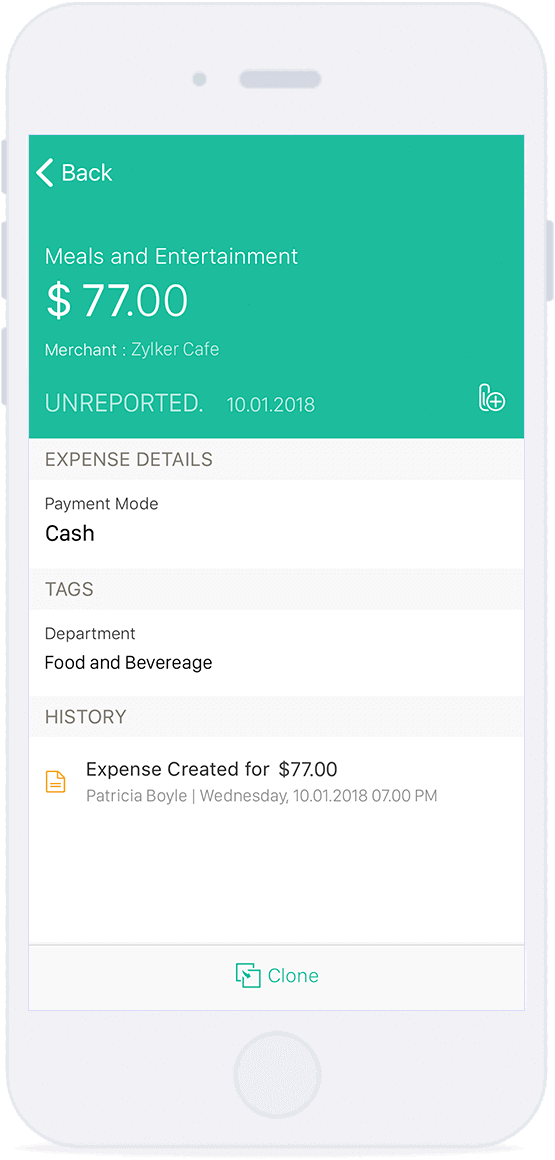 Back
Meals and Entertainment
$ 77.00
Merchant : Zylker Cafe
UNREPORTED. 10.01.2018
EXPENSE DETAILS
Payment Mode
Cash
TAGS
Department
Food and Bevereage
HISTORY
Expense Created for $77.00
Patricia Boyle | Wednesday, 10.01.2018 07.00 PM
Clone